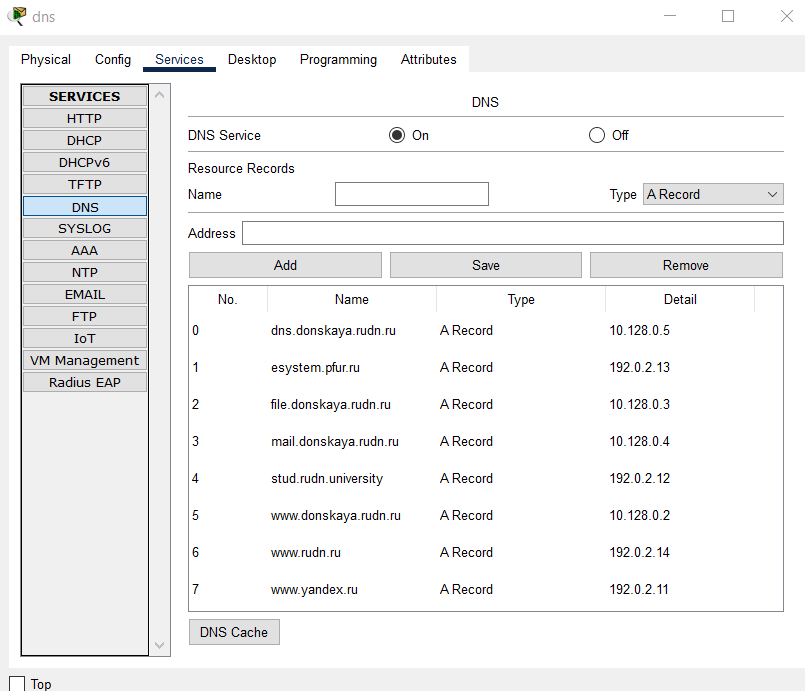 dns
Physical Config Services Desktop Programming Attributes
SERVICES
HTTP
DHCP
DHCPv6
TFTP
DNS
SYSLOG
AAA
NTP
EMAIL
FTP
IoT
VM Management
Radius EAP
DNS
DNS Service On Off
Resource Records
Name Type A Record
Address
Add Save Remove
No. Name Type Detail
0 dns.donskaya.rudn.ru A Record 10.128.0.5
1 esystem.pfur.ru A Record 192.0.2.13
2 file.donskaya.rudn.ru A Record 10.128.0.3
3 mail.donskaya.rudn.ru A Record 10.128.0.4
4 stud.rudn.university A Record 192.0.2.12
5 www.donskaya.rudn.ru A Record 10.128.0.2
6 www.rudn.ru A Record 192.0.2.14
7 www.yandex.ru A Record 192.0.2.11
DNS Cache
Top